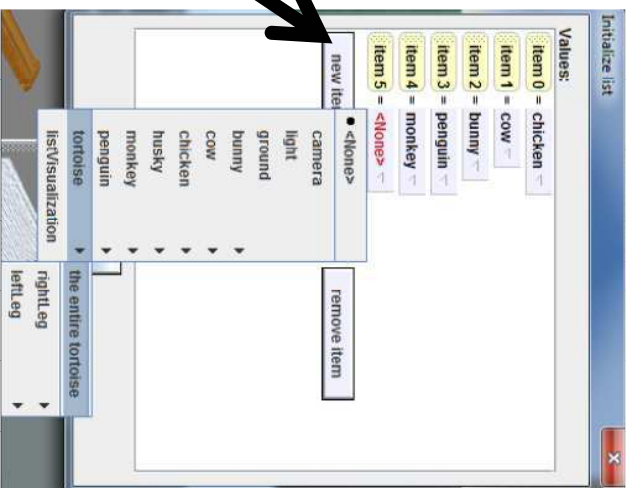 Initialize list
Values:
item 0 = chicken
item 1 = cow
item 2 = bunny
item 3 = penguin
item 4 = monkey
item 5 = <None>
new ite
remove item
<None>
camera
light
ground
bunny
cow
chicken
husky
monkey
penguin
tortoise
listVisualization
the entire tortoise
rightLeg
leftLeg